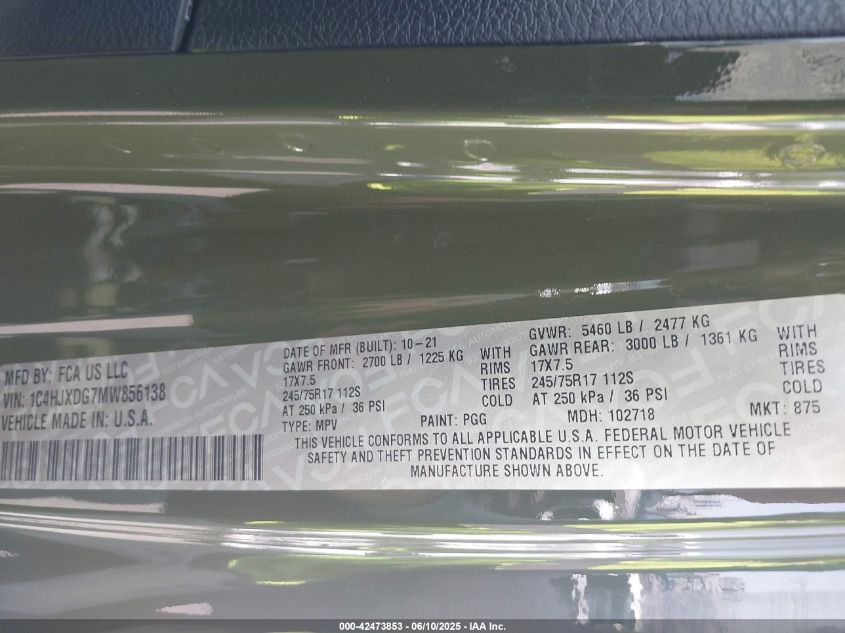 MFD BY: FCA US LLC
VIN: 1C4HJXDG7MW856138
VEHICLE MADE IN: U.S.A.
DATE OF MFR (BUILT): 10-21
GAWR FRONT: 2700 LB / 1225 KG WITH
17X7.5 RIMS
245/75R17 112S TIRES
AT 250 kPa / 36 PSI COLD
TYPE: MPV PAINT: PGG
GVWR: 5460 LB / 2477 KG
GAWR REAR: 3000 LB / 1361 KG WITH
17X7.5 RIMS
245/75R17 112S TIRES
AT 250 kPa / 36 PSI COLD
MDH: 102718 MKT: 875
THIS VEHICLE CONFORMS TO ALL APPLICABLE U.S.A. FEDERAL MOTOR VEHICLE
SAFETY AND THEFT PREVENTION STANDARDS IN EFFECT ON THE DATE OF
MANUFACTURE SHOWN ABOVE.
000-42473853 - 06/10/2025 - IAA Inc.